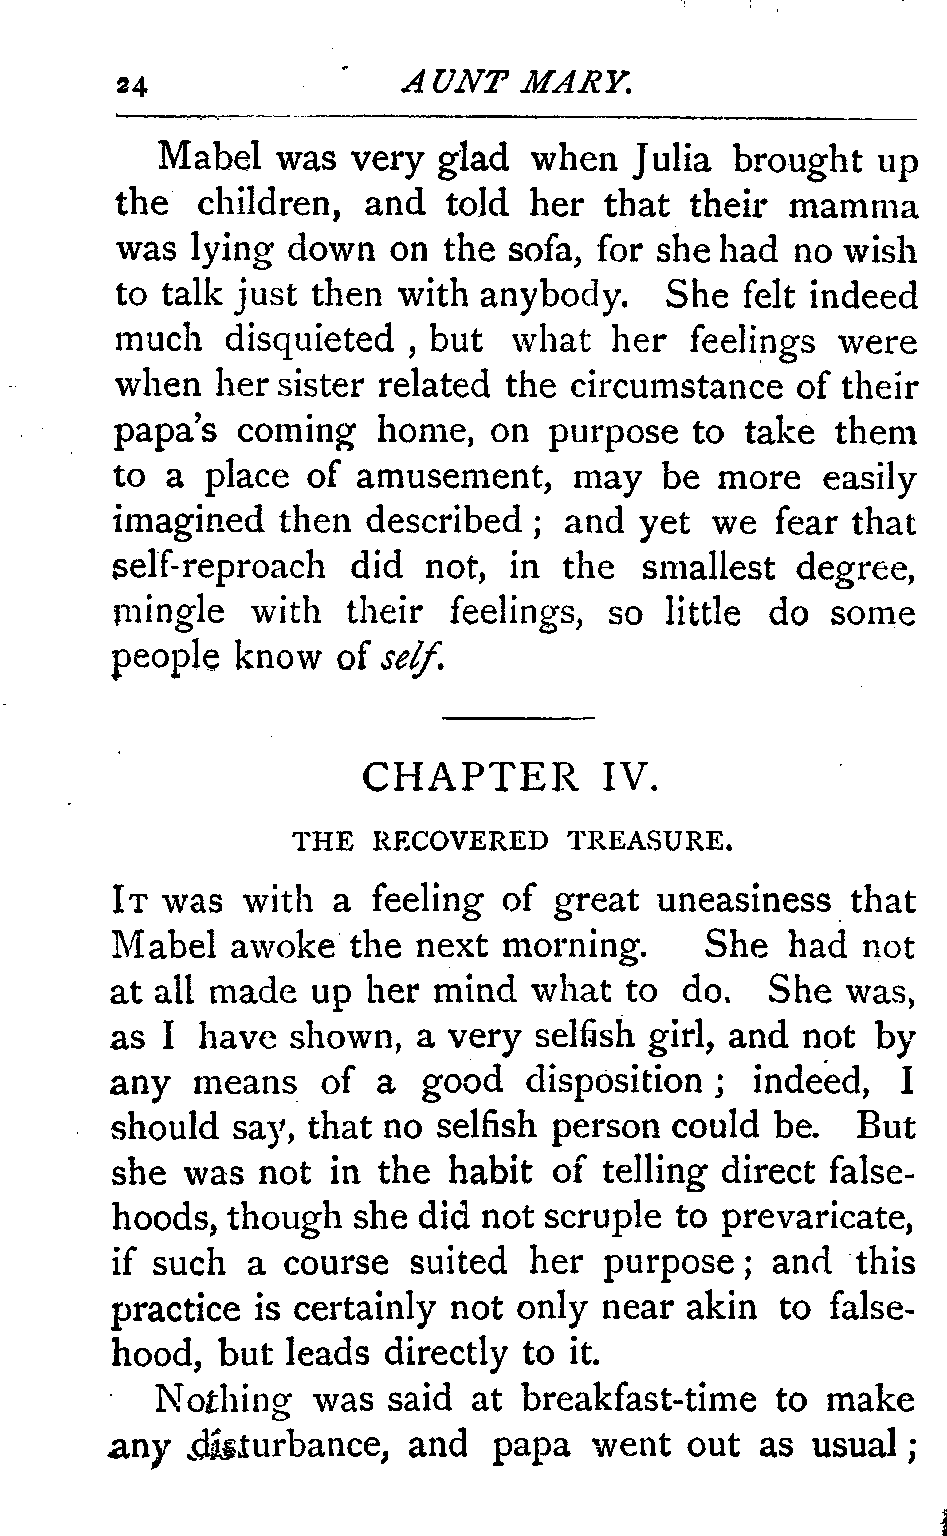 24 AUNT MARY.
Mabel was very glad when Julia brought up
the children, and told her that their mamma
was lying down on the sofa, for she had no wish
to talk just then with anybody. She felt indeed
much disquieted , but what her feelings were
when her sister related the circumstance of their
papa's coming home, on purpose to take them
to a place of amusement, may be more easily
imagined then described ; and yet we fear that
self-reproach did not, in the smallest degree,
mingle with their feelings, so little do some
people know of self.
CHAPTER IV.
THE RECOVERED TREASURE.
IT was with a feeling of great uneasiness that
Mabel awoke the next morning. She had not
at all made up her mind what to do. She was,
as I have shown, a very selfish girl, and not by
any means of a good disposition ; indeed, I
should say, that no selfish person could be. But
she was not in the habit of telling direct false-
hoods, though she did not scruple to prevaricate,
if such a course suited her purpose ; and this
practice is certainly not only near akin to false-
hood, but leads directly to it.
Nothing was said at breakfast-time to make
any disturbance, and papa went out as usual ;